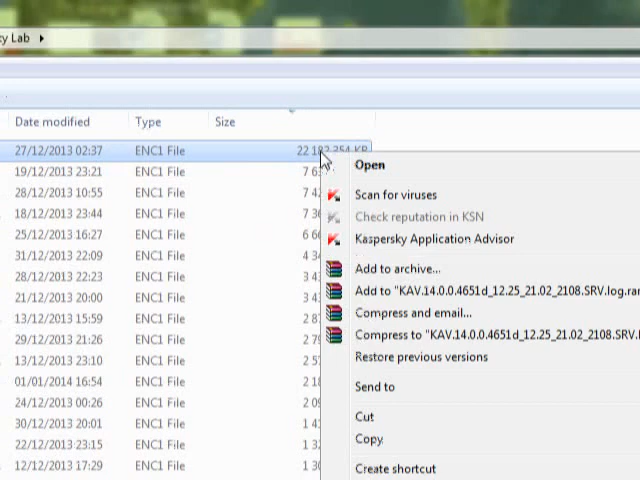 Lab
Date modified Type Size
27/12/2013 02:37 ENC1 File 22
19/12/2013 23:21 ENC1 File
28/12/2013 10:55 ENC1 File
18/12/2013 23:44 ENC1 File
25/12/2013 16:27 ENC1 File
31/12/2013 22:09 ENC1 File
28/12/2013 22:23 ENC1 File
21/12/2013 20:00 ENC1 File
13/12/2013 15:59 ENC1 File
29/12/2013 21:26 ENC1 File
13/12/2013 23:10 ENC1 File
01/01/2014 16:54 ENC1 File
24/12/2013 00:26 ENC1 File
30/12/2013 20:01 ENC1 File
22/12/2013 23:15 ENC1 File
12/12/2013 17:29 ENC1 File
Open
Scan for viruses
Check reputation in KSN
Kaspersky Application Advisor
Add to archive...
Add to "KAV.14.0.0.4651d_12.25_21.02_2108.SRV.log.rar
Compress and email...
Compress to "KAV.14.0.0.4651d_12.25_21.02_2108.SRV.
Restore previous versions
Send to
Cut
Copy
Create shortcut